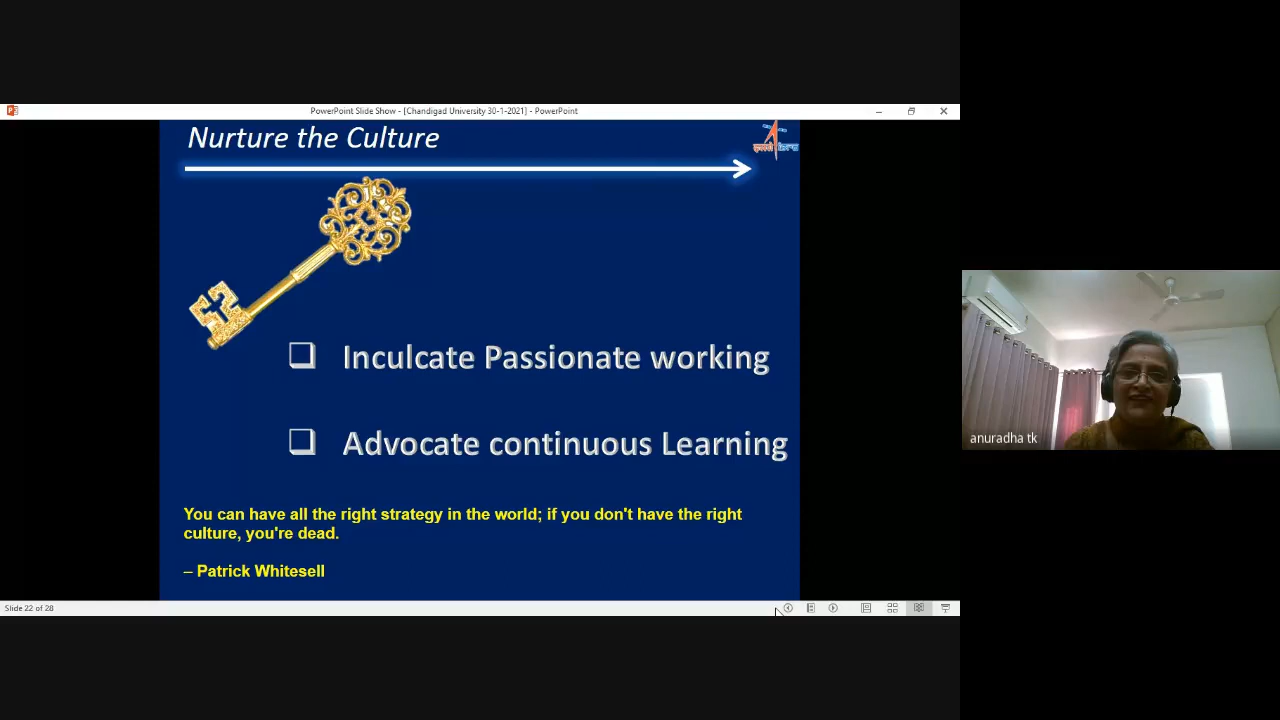 PowerPoint Slide Show - [Chandigad University 30-1-2021] - PowerPoint
Nurture the Culture
इसरो isro
❑ Inculcate Passionate working
❑ Advocate continuous Learning
You can have all the right strategy in the world; if you don't have the right
culture, you're dead.
– Patrick Whitesell
Slide 22 of 28
anuradha tk